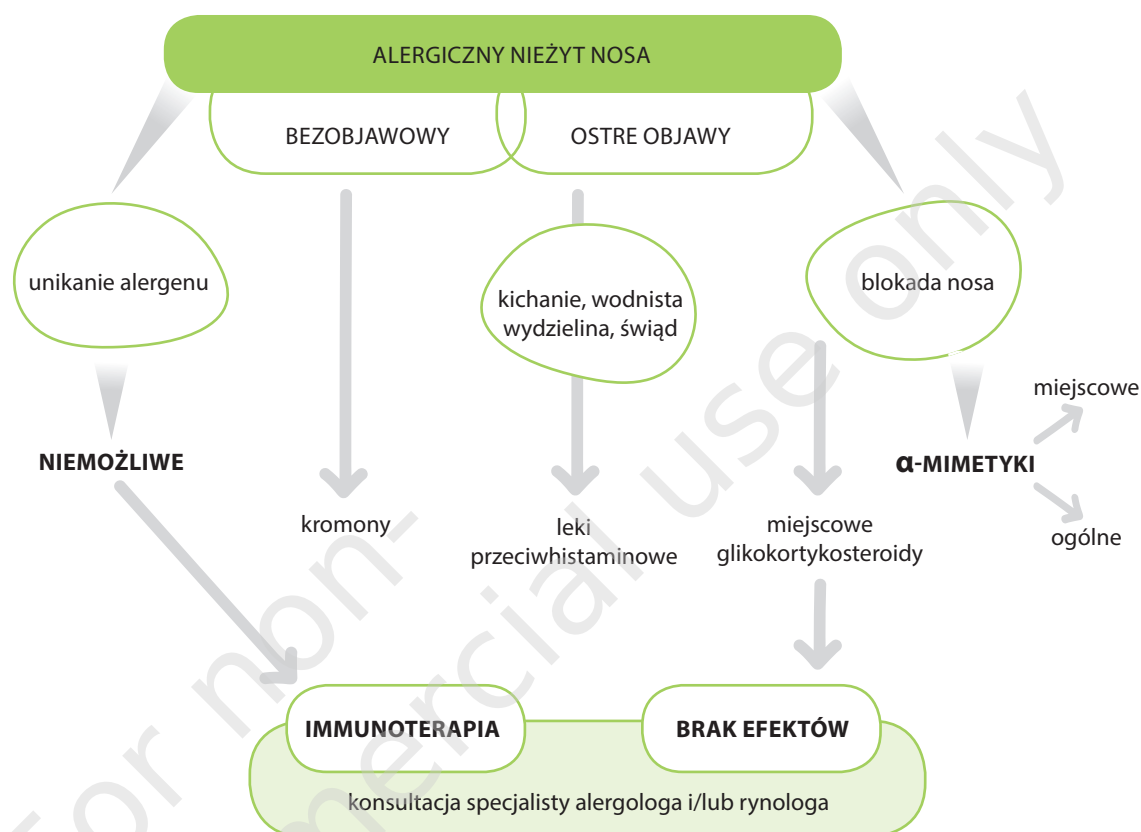 ALERGICZNY NIEŻYT NOSA
BEZOBJAWOWY
OSTRE OBJAWY
unikanie alergenu
kichanie, wodnista
wydzielina, świąd
blokada nosa
miejscowe
NIEMOŻLIWE
α-MIMETYKI
ogólne
kromony
leki
przeciwhistaminowe
miejscowe
glikokortykosteroidy
IMMUNOTERAPIA
BRAK EFEKTÓW
konsultacja specjalisty alergologa i/lub rynologa
For non-
mercial use only